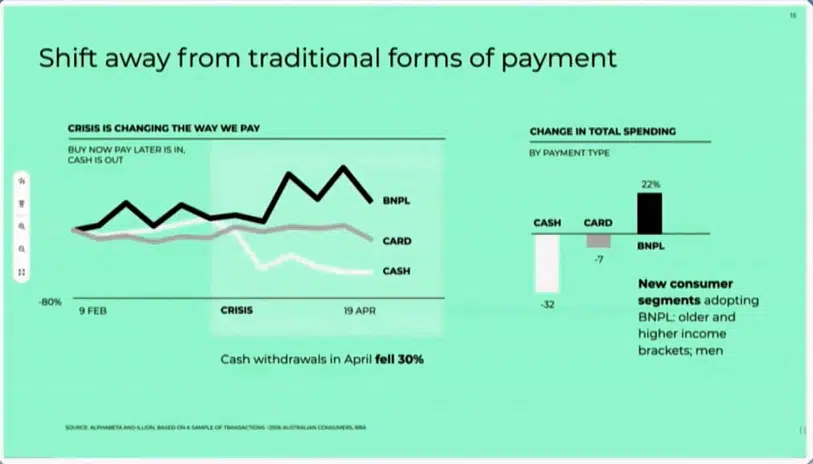 18
Shift away from traditional forms of payment
CRISIS IS CHANGING THE WAY WE PAY
BUY NOW PAY LATER IS IN,
CASH IS OUT
BNPL
CARD
CASH
-80%
9 FEB
CRISIS
19 APR
Cash withdrawals in April fell 30%
CHANGE IN TOTAL SPENDING
BY PAYMENT TYPE
22%
CASH
CARD
BNPL
-7
-32
New consumer
segments adopting
BNPL: older and
higher income
brackets; men
SOURCE: ALPHABETA AND ILLION, BASED ON A SAMPLE OF TRANSACTIONS AUSTRALIAN CONSUMERS, RBA